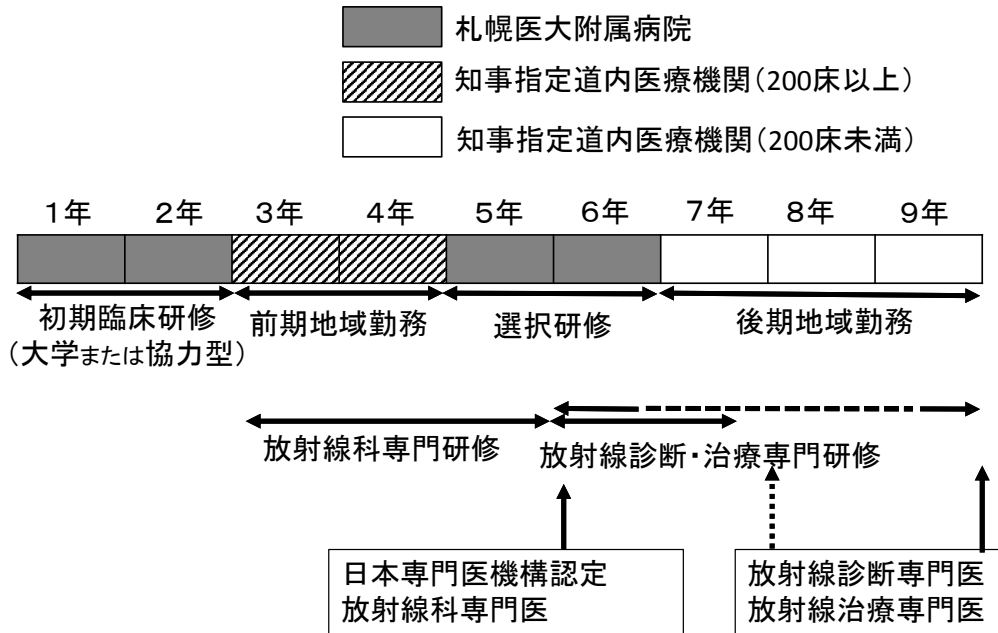 札幌医大附属病院
知事指定道内医療機関(200床以上)
知事指定道内医療機関(200床未満)
1年 2年 3年 4年 5年 6年 7年 8年 9年
初期臨床研修 前期地域勤務 選択研修 後期地域勤務
(大学または協力型)
放射線科専門研修 放射線診断・治療専門研修
日本専門医機構認定
放射線科専門医
放射線診断専門医
放射線治療専門医